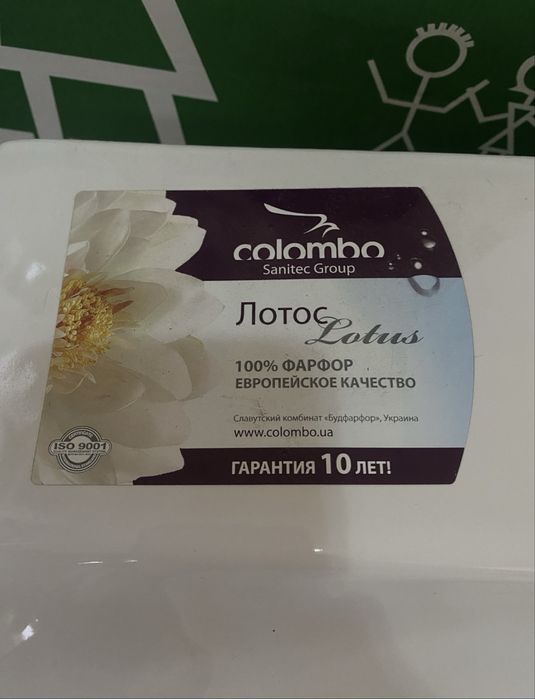 colombo
Sanitec Group
Лотос
Lotus
100% ФАРФОР
ЕВРОПЕЙСКОЕ КАЧЕСТВО
Славутский комбинат «Будфарфор», Украина
www.colombo.ua
ISO 9001
ГАРАНТИЯ 10 ЛЕТ!